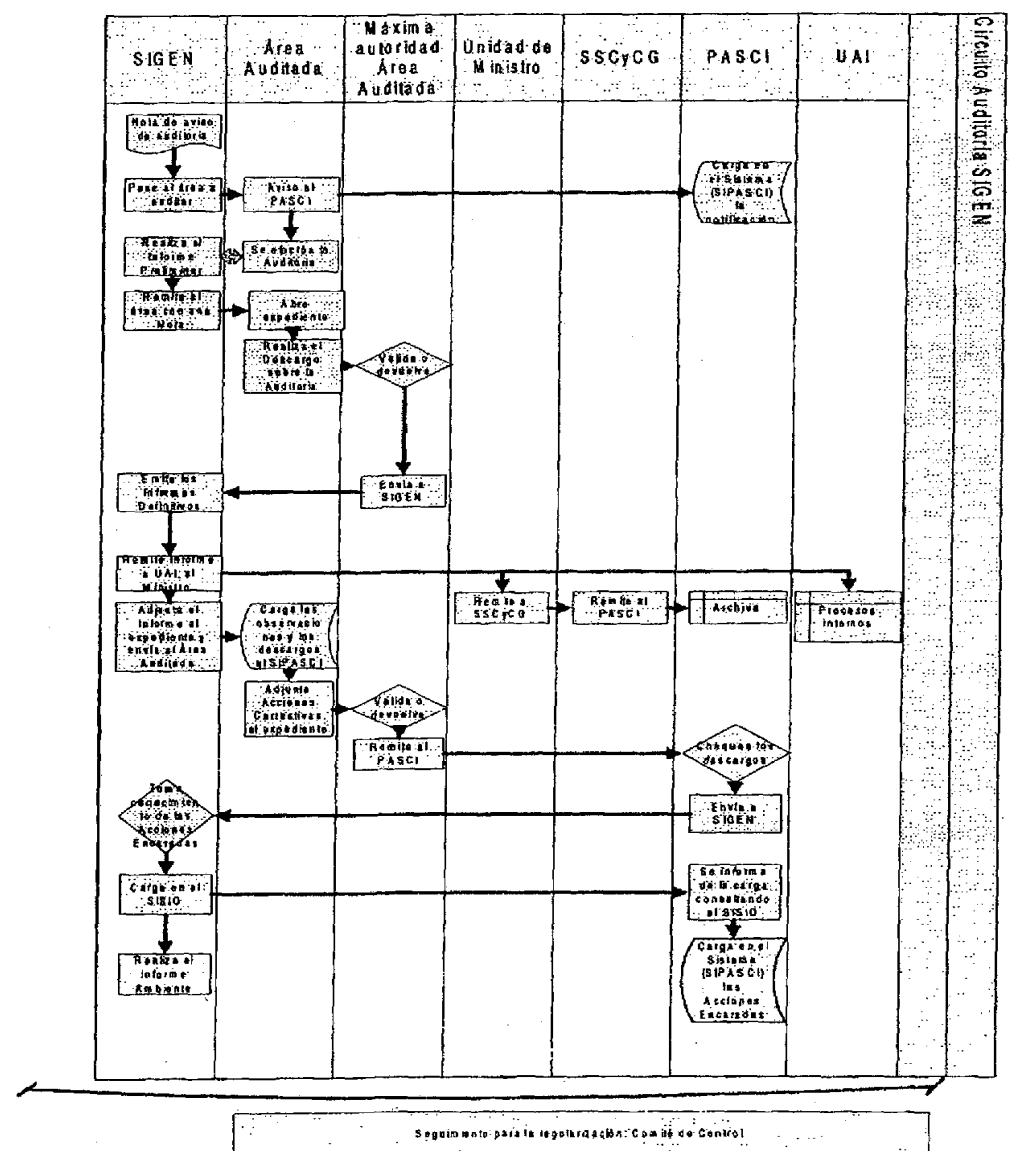 Circuito Auditoria SIGEN
SIGEN
Área
Auditada
Máxima
autoridad
Área
Auditada
Unidad de
Ministro
SSCyCG
PASCI
UAI
Nota de aviso
de auditoria
Pase al área a
auditar
Aviso al
PASCI
Carga en
el Sistema
(SIPASCI)
la
notificación
Realiza el
Informe
Preliminar
Se efectúa la
Auditoria
Remite al
área con una
Nota
Abre
expediente
Realiza el
Descargo
sobre la
Auditoria
Valida o
devuelve
Envía a
SIGEN
Emite los
Informes
Definitivos
Remite Informe
a UAI, al
Ministro
Remite a
SSCyCG
Remite al
PASCI
Archiva
Procesos
Internos
Adjunta el
Informe al
expediente y
envía al Área
Auditada
Carga las
observacio
nes y los
descargos
al SIPASCI
Adjunta
Acciones
Correctivas
al expediente
Valida o
devuelve
Remite al
PASCI
Chequea los
descargos
Envía a
SIGEN
Toma
conocimien
to de las
Acciones
Encaradas
Carga en el
SISIO
Se informa
de la carga
consultando
al SISIO
Realiza el
Informe
Ambiente
Carga en el
Sistema
(SIPASCI)
las
Acciones
Encaradas
Seguimiento para la regularización: Comité de Control